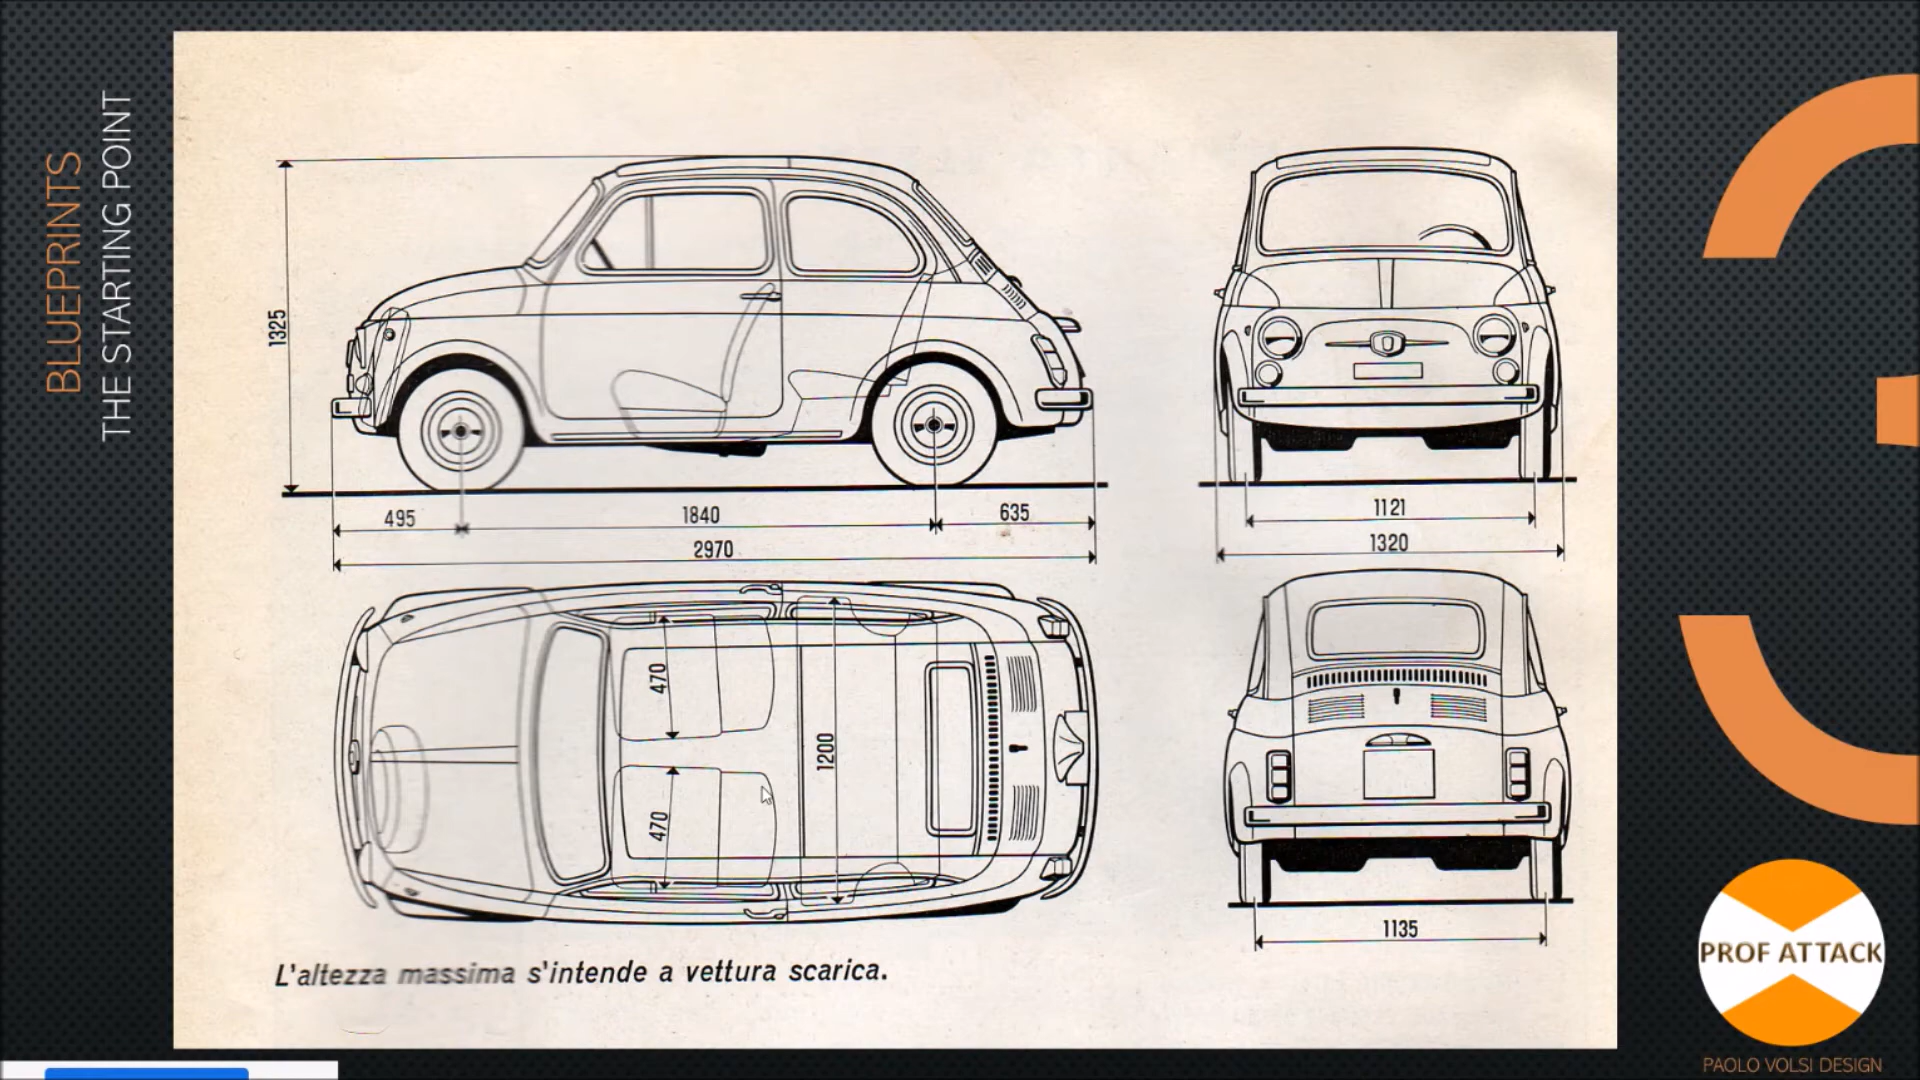 BLUEPRINTS
THE STARTING POINT
1325
495
1840
635
2970
1121
1320
470
470
1200
1135
L'altezza massima s'intende a vettura scarica.
PROF ATTACK
PAOLO VOLSI DESIGN